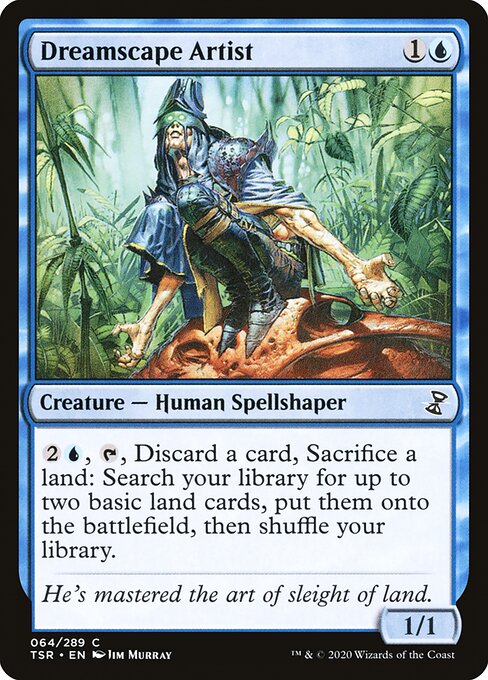 Dreamscape Artist 1
Creature — Human Spellshaper
2, , Discard a card, Sacrifice a
land: Search your library for up to
two basic land cards, put them onto
the battlefield, then shuffle your
library.
He's mastered the art of sleight of land.
1/1
064/289 C
TSR • EN Jim Murray
™ & © 2020 Wizards of the Coast